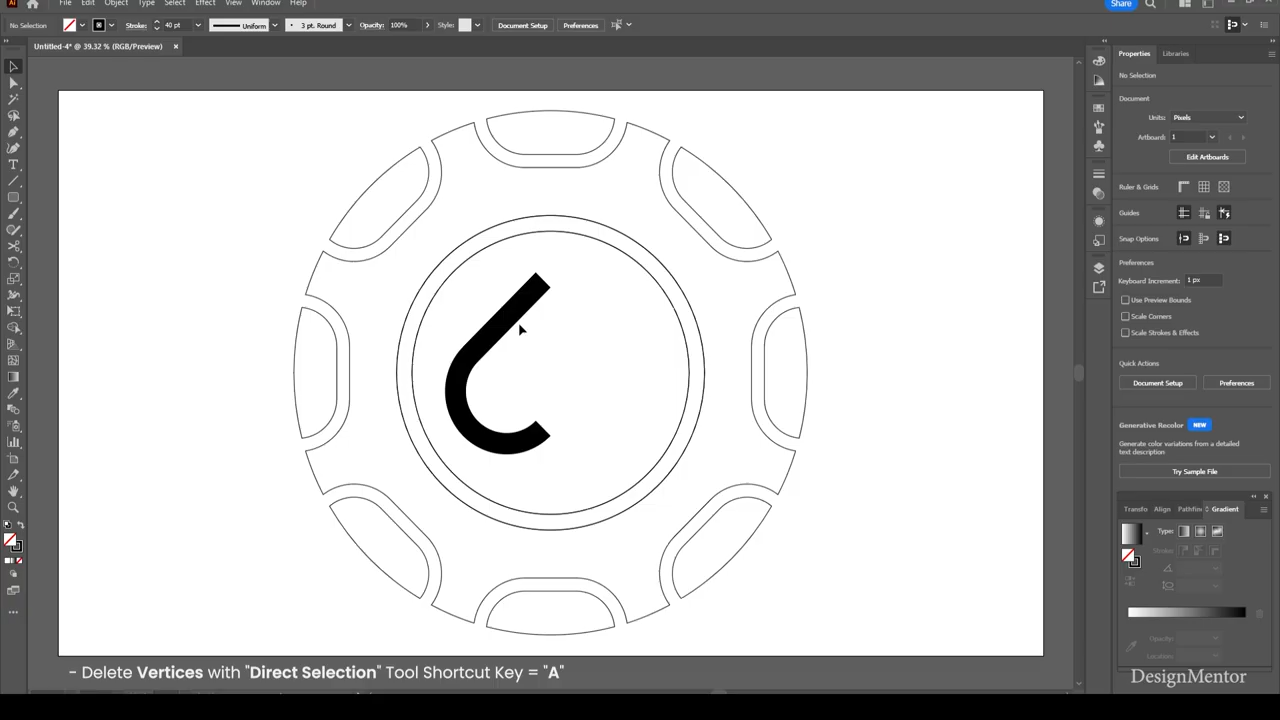 File Edit Object Type Select Effect View Window Help
Share
No Selection Stroke: 40 pt Uniform 3 pt. Round Opacity: 100% Style: Document Setup Preferences
Untitled-4* @ 39.32 % (RGB/Preview)
Properties Libraries
No Selection
Document
Units: Pixels
Artboard: 1
Edit Artboards
Ruler & Grids
Guides
Snap Options
Preferences
Keyboard Increment: 1 px
Use Preview Bounds
Scale Corners
Scale Strokes & Effects
Quick Actions
Document Setup Preferences
Generative Recolor NEW
Generate color variations from a detailed
text description
Try Sample File
Transfo Align Pathfin Gradient
Type:
Stroke:
Opacity:
Location:
DesignMentor
- Delete Vertices with "Direct Selection" Tool Shortcut Key = "A"